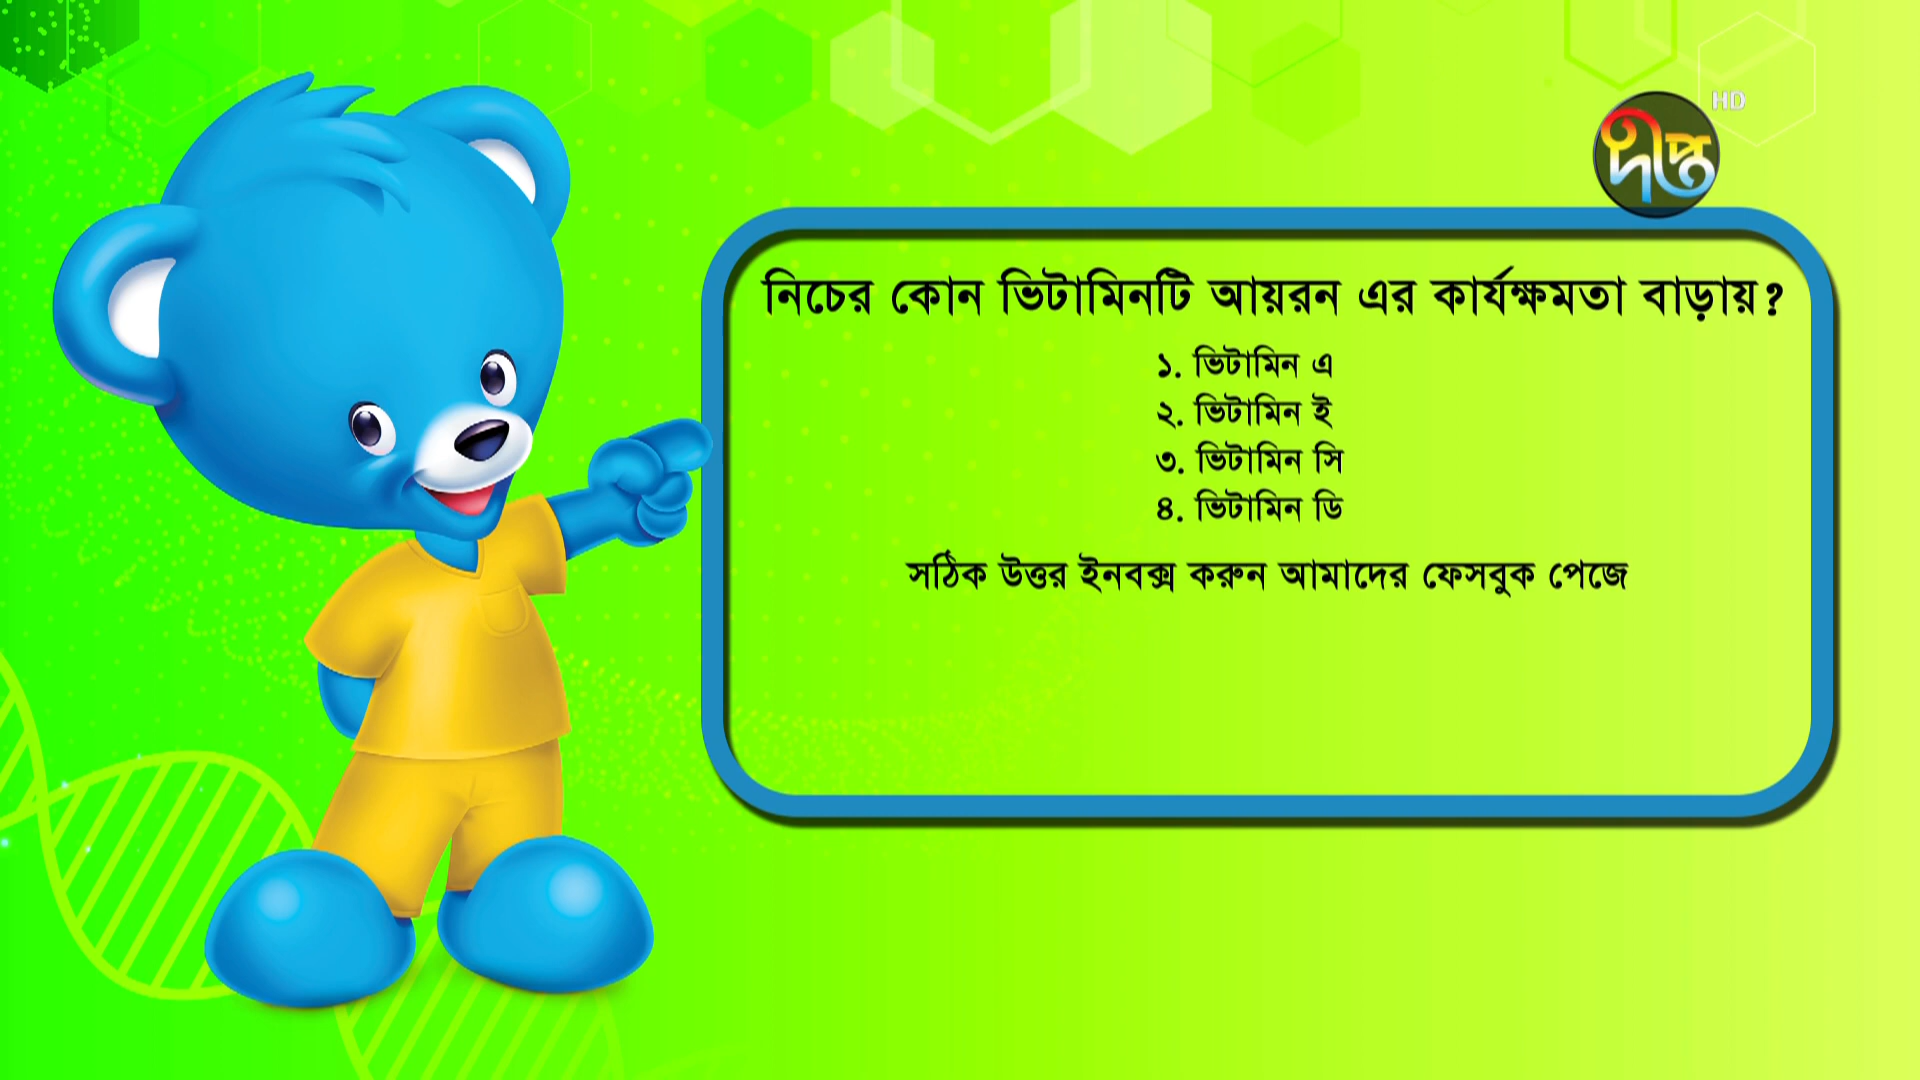 HD
দীপ্ত
নিচের কোন ভিটামিনটি আয়রন এর কার্যক্ষমতা বাড়ায়?
১. ভিটামিন এ
২. ভিটামিন ই
৩. ভিটামিন সি
৪. ভিটামিন ডি
সঠিক উত্তর ইনবক্স করুন আমাদের ফেসবুক পেজে